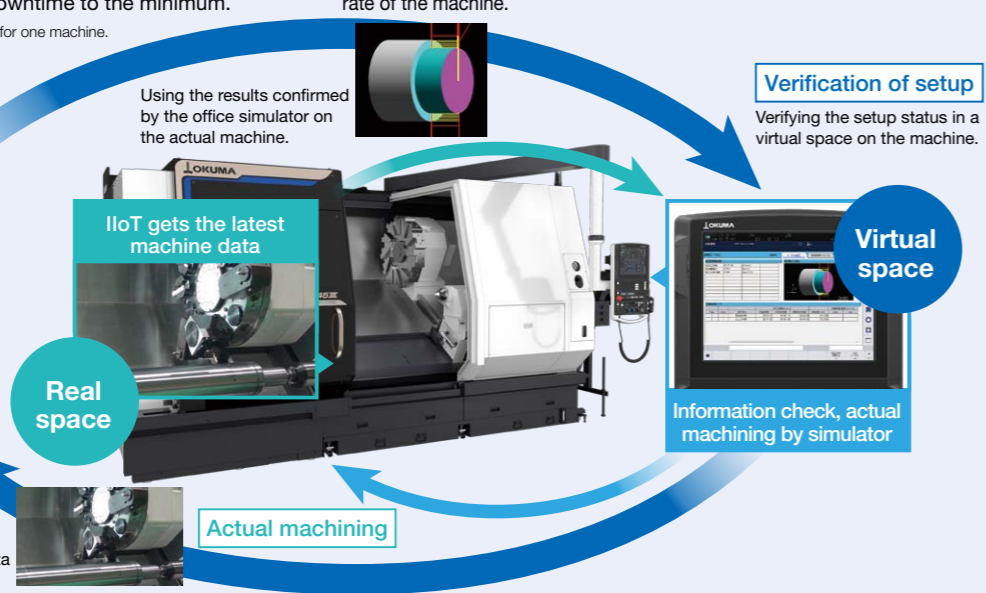 owntime to the minimum.
for one machine.
rate of the machine.
Using the results confirmed
by the office simulator on
the actual machine.
Verification of setup
Verifying the setup status in a
virtual space on the machine.
OKUMA
IIoT gets the latest
machine data
Real
space
OKUMA
Virtual
space
Information check, actual
machining by simulator
Actual machining
ta